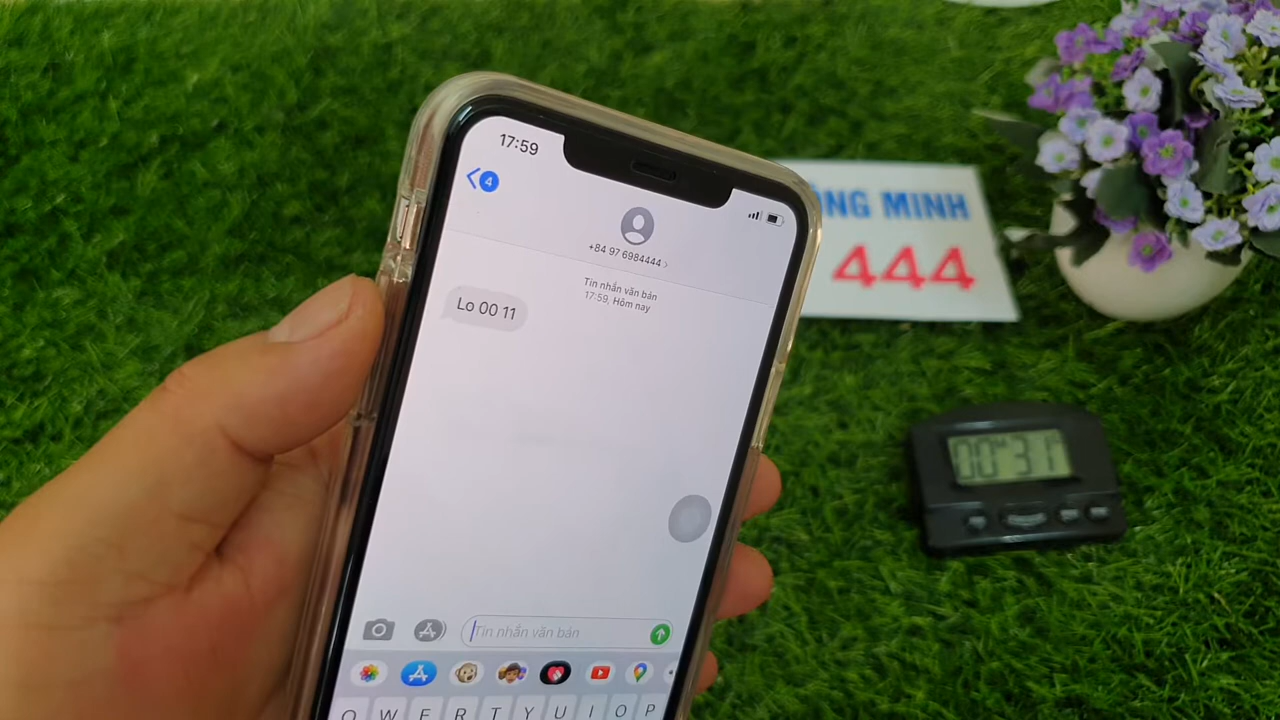 17:59
4
+84 97 6984444 >
Tin nhắn văn bản
17:59, Hôm nay
Lo 00 11
Tin nhắn văn bản
Q W E R T Y U I O P
ÔNG MINH
444
00 31